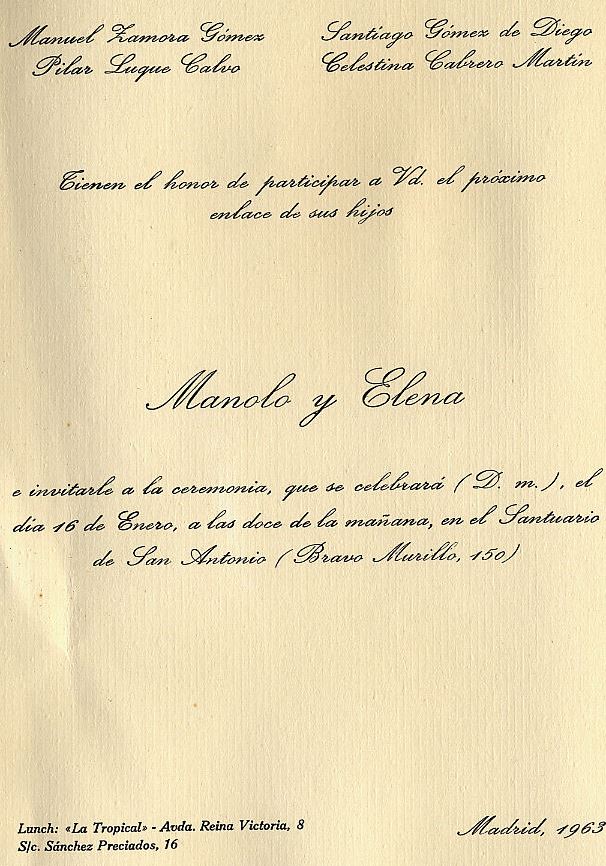 Manuel Zamora Gómez
Pilar Luque Calvo
Santiago Gómez de Diego
Celestina Cabrero Martín
Tienen el honor de participar a Vd. el próximo
enlace de sus hijos
Manolo y Elena
e invitarle a la ceremonia, que se celebrará ( D. m. ), el
día 16 de Enero, a las doce de la mañana, en el Santuario
de San Antonio ( Bravo Murillo, 150)
Lunch: «La Tropical» - Avda. Reina Victoria, 8
S/c. Sánchez Preciados, 16
Madrid, 1963